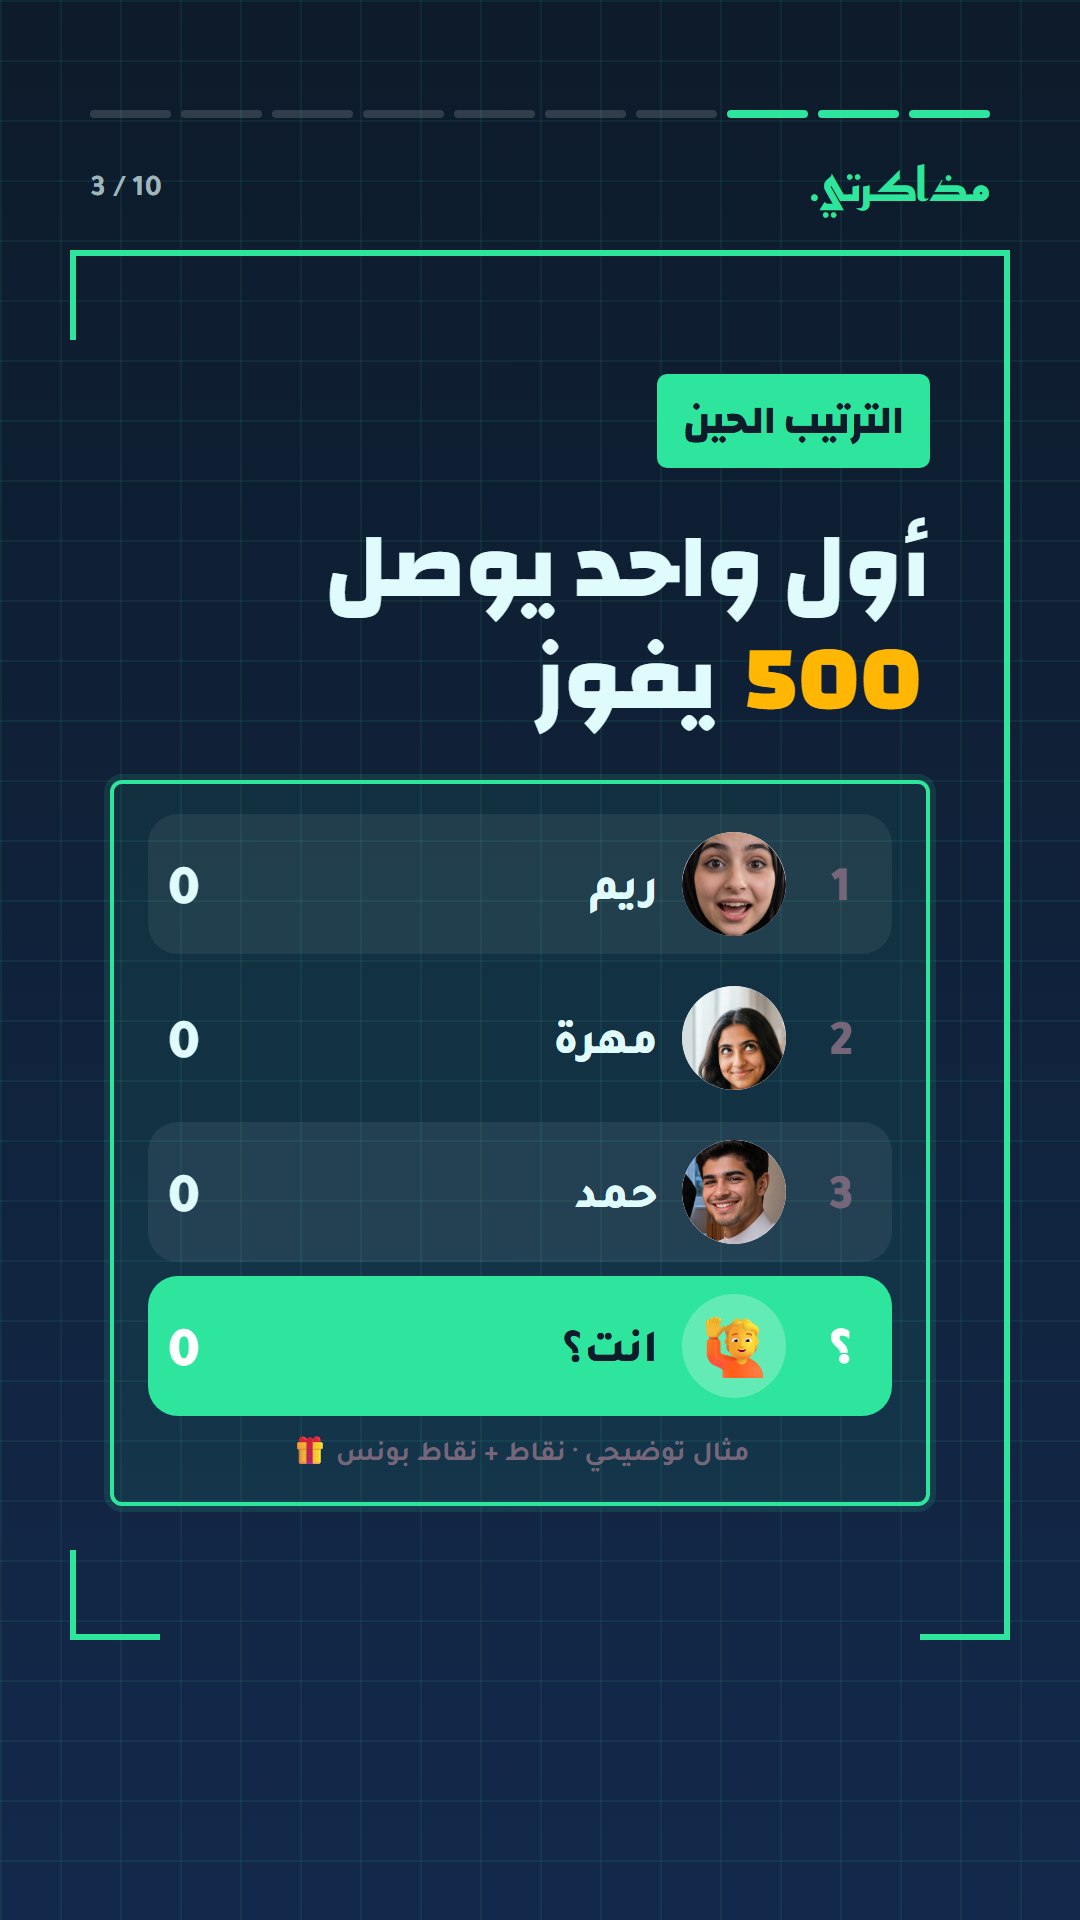 مذاكرتي.
3 / 10
الترتيب الحين
أول واحد يوصل
500 يفوز
1 ريم 0
2 مهرة 0
3 حمد 0
؟ انت؟ 0
مثال توضيحي · نقاط + نقاط بونس 🎁